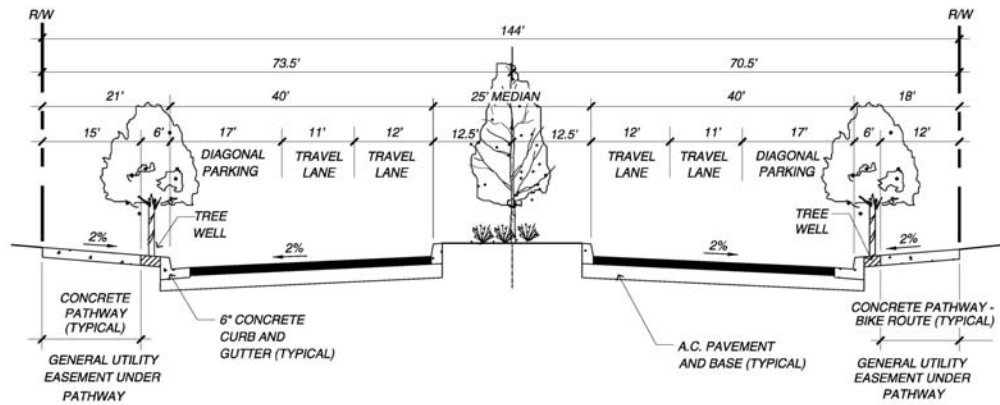 R/W
R/W
144'
73.5'
70.5'
21'
40'
25' MEDIAN
40'
18'
15'
6'
17'
11'
12'
12.5'
12.5'
12'
11'
17'
6'
12'
DIAGONAL
PARKING
TRAVEL
LANE
TRAVEL
LANE
TRAVEL
LANE
TRAVEL
LANE
DIAGONAL
PARKING
TREE
WELL
TREE
WELL
2%
2%
2%
2%
CONCRETE
PATHWAY
(TYPICAL)
6" CONCRETE
CURB AND
GUTTER (TYPICAL)
A.C. PAVEMENT
AND BASE (TYPICAL)
CONCRETE PATHWAY -
BIKE ROUTE (TYPICAL)
GENERAL UTILITY
EASEMENT UNDER
PATHWAY
GENERAL UTILITY
EASEMENT UNDER
PATHWAY